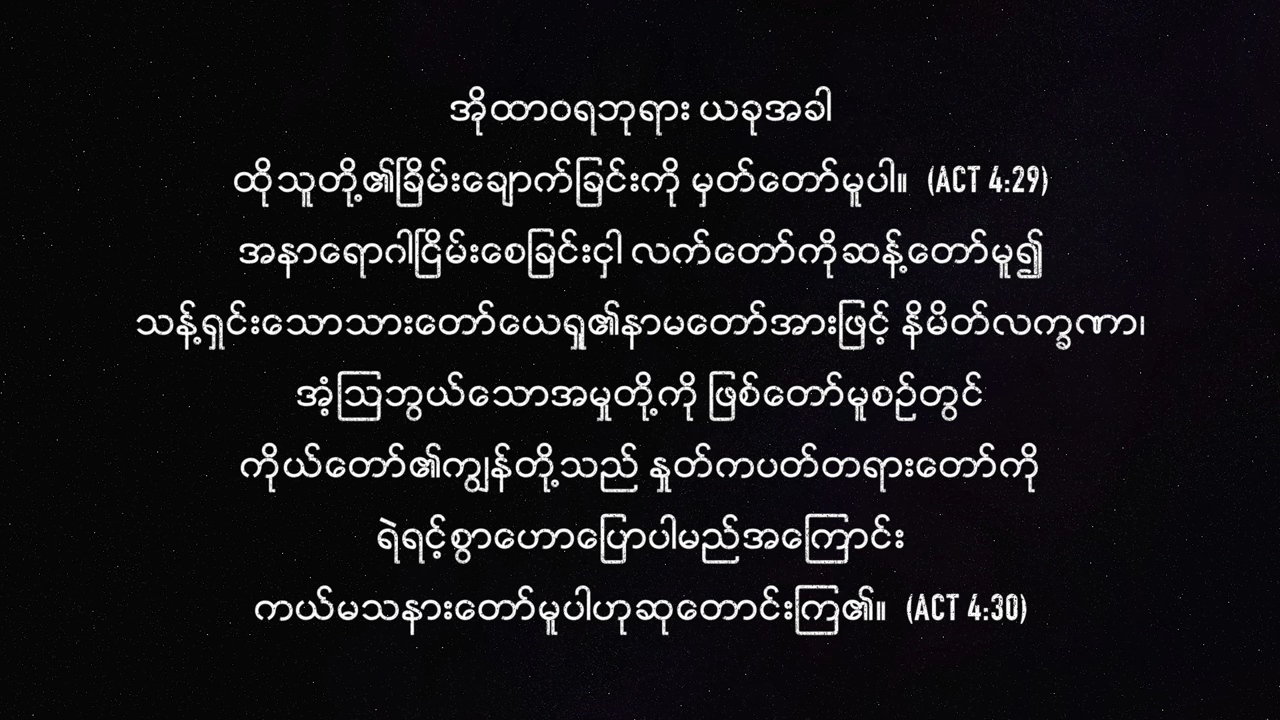 အိုထာဝရဘုရား ယခုအခါ
ထိုသူတို့၏ခြိမ်းချောက်ခြင်းကို မှတ်တော်မူပါ။ (ACT 4:29)
အနာရောဂါငြိမ်းစေခြင်းငှါ လက်တော်ကိုဆန့်တော်မူ၍
သန့်ရှင်းသောသားတော်ယေရှု၏နာမတော်အားဖြင့် နိမိတ်လက္ခဏာ၊
အံ့ဩဘွယ်သောအမှုတို့ကို ဖြစ်တော်မူစဉ်တွင်
ကိုယ်တော်၏ကျွန်တို့သည် နှုတ်ကပတ်တရားတော်ကို
ရဲရင့်စွာဟောပြောပါမည်အကြောင်း
ကယ်မသနားတော်မူပါဟုဆုတောင်းကြ၏။ (ACT 4:30)